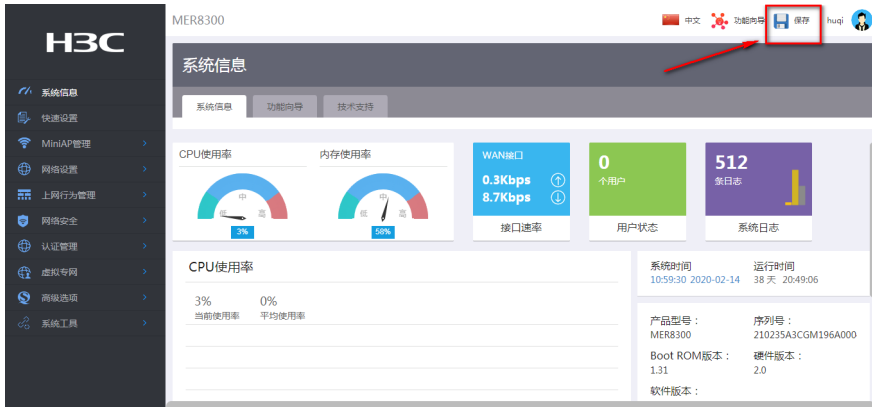 MER8300
中文
功能向导
保存
huqi
H3C
系统信息
快速设置
MiniAP管理
网络设置
上网行为管理
网络安全
认证管理
虚拟专网
高级选项
系统工具
系统信息
系统信息 功能向导 技术支持
CPU使用率
低 中 高
3%
内存使用率
低 中 高
58%
WAN接口
0.3Kbps
8.7Kbps
接口速率
0
个用户
用户状态
512
条日志
系统日志
CPU使用率
3% 0%
当前使用率 平均使用率
系统时间 运行时间
10:59:30 2020-02-14 38 天 20:49:06
产品型号： 序列号：
MER8300 210235A3CGM196A000
Boot ROM版本： 硬件版本：
1.31 2.0
软件版本：